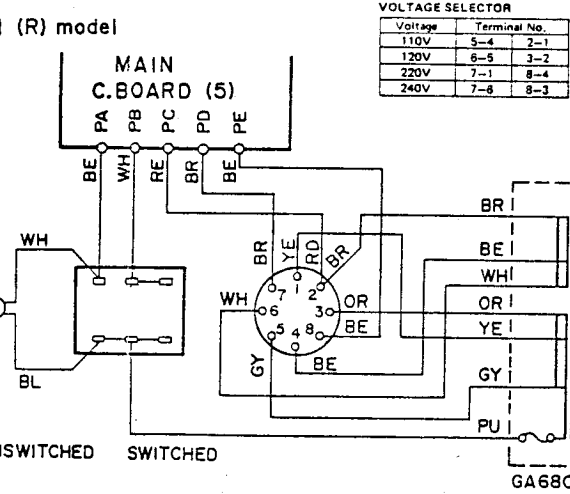 VOLTAGE SELECTOR
Voltage Terminal No.
110V 5-4 2-1
120V 6-5 3-2
220V 7-1 8-4
240V 7-6 8-3
(R) model
MAIN
C.BOARD (5)
PA PB PC PD PE
BE WH RE BR BE
WH
BL
BR YE RD BR
7 1 2
WH 6 3 OR
5 4 8 BE
GY BE
BR
BE
WH
OR
YE
GY
PU
NSWITCHED SWITCHED
GA680